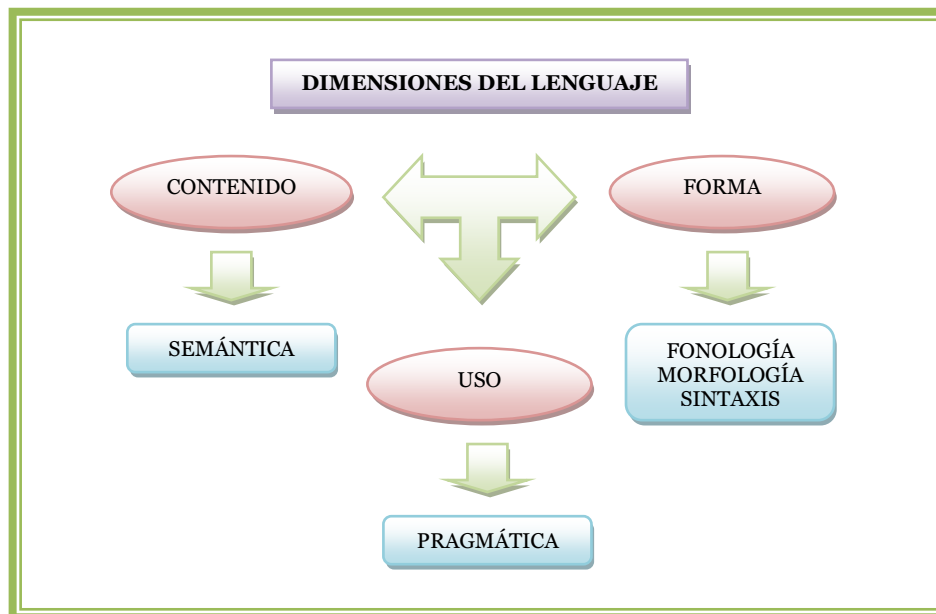 DIMENSIONES DEL LENGUAJE
CONTENIDO
FORMA
SEMÁNTICA
FONOLOGÍA
MORFOLOGÍA
SINTAXIS
USO
PRAGMÁTICA